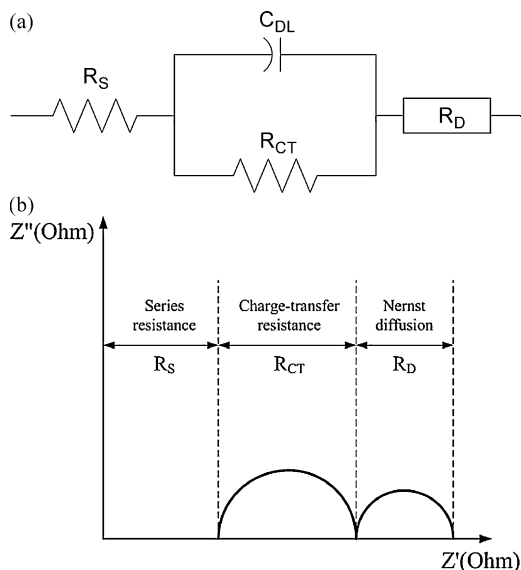 (a)
C_DL
R_S
R_CT
R_D
(b)
Z"(Ohm)
Series resistance
Charge-transfer resistance
Nernst diffusion
R_S
R_CT
R_D
Z'(Ohm)